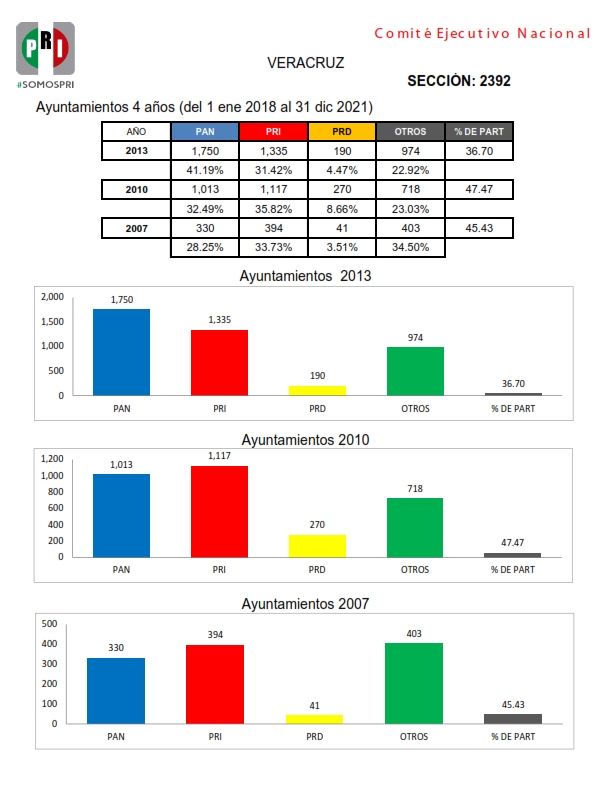 Comité Ejecutivo Nacional
PRI
#SOMOSPRI
VERACRUZ
SECCIÓN: 2392
Ayuntamientos 4 años (del 1 ene 2018 al 31 dic 2021)
AÑO PAN PRI PRD OTROS % DE PART
2013 1,750 1,335 190 974 36.70
41.19% 31.42% 4.47% 22.92%
2010 1,013 1,117 270 718 47.47
32.49% 35.82% 8.66% 23.03%
2007 330 394 41 403 45.43
28.25% 33.73% 3.51% 34.50%
Ayuntamientos 2013
2,000
1,500
1,000
500
0
1,750 1,335 190 974 36.70
PAN PRI PRD OTROS % DE PART
Ayuntamientos 2010
1,200
1,000
800
600
400
200
0
1,013 1,117 270 718 47.47
PAN PRI PRD OTROS % DE PART
Ayuntamientos 2007
500
400
300
200
100
0
330 394 41 403 45.43
PAN PRI PRD OTROS % DE PART